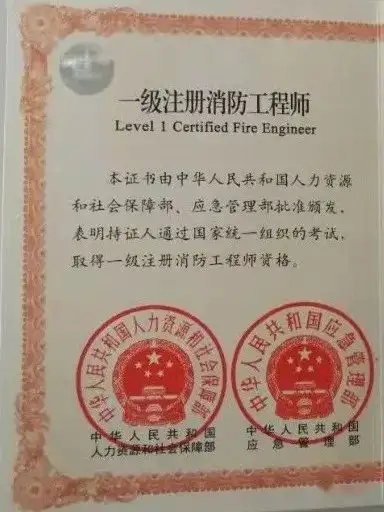 一级注册消防工程师
Level 1 Certified Fire Engineer
本证书由中华人民共和国人力资源
和社会保障部、应急管理部批准颁发,
表明持证人通过国家统一组织的考试,
取得一级注册消防工程师资格。
中华人民共和国人力资源和社会保障部
中华人民共和国应急管理部
中华人民共和国
人力资源和社会保障部
中华人民共和国
应急管理部